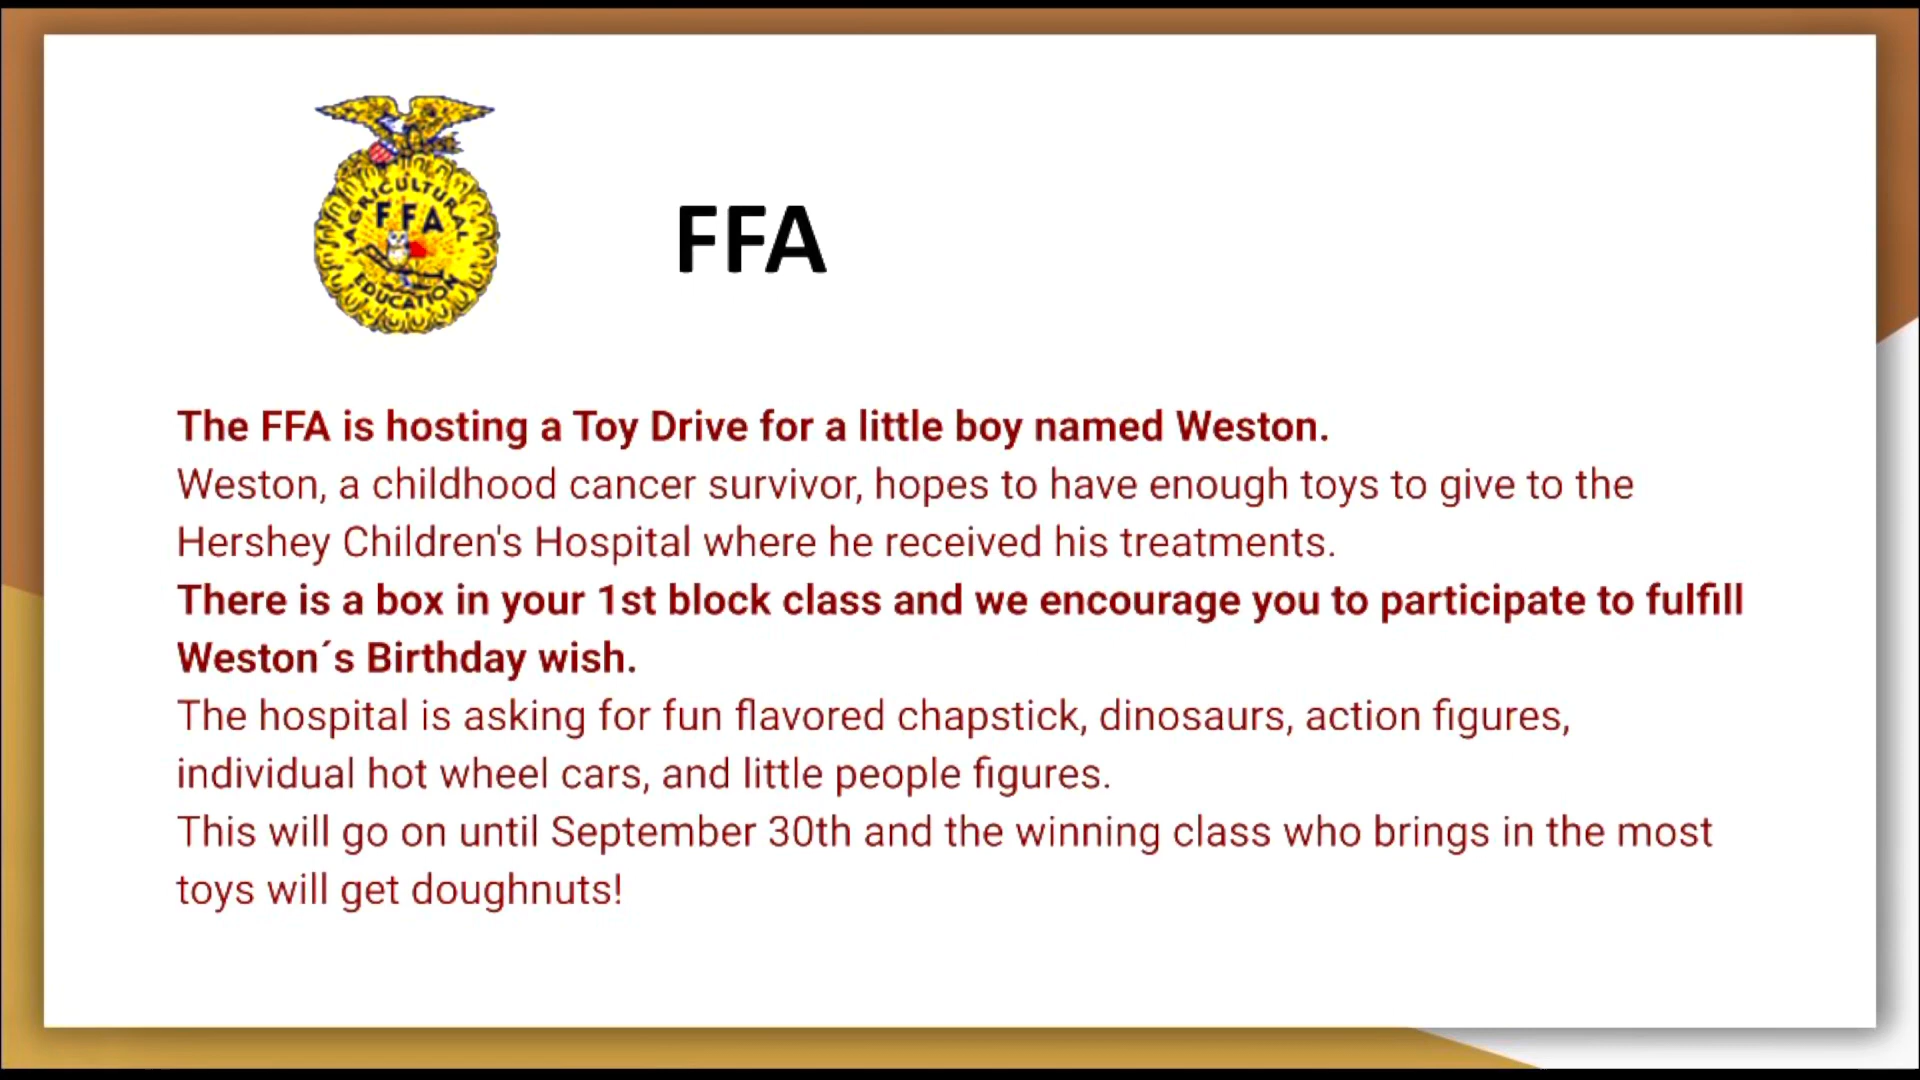 AGRICULTURAL
FFA
EDUCATION
FFA
The FFA is hosting a Toy Drive for a little boy named Weston.
Weston, a childhood cancer survivor, hopes to have enough toys to give to the
Hershey Children's Hospital where he received his treatments.
There is a box in your 1st block class and we encourage you to participate to fulfill
Weston´s Birthday wish.
The hospital is asking for fun flavored chapstick, dinosaurs, action figures,
individual hot wheel cars, and little people figures.
This will go on until September 30th and the winning class who brings in the most
toys will get doughnuts!